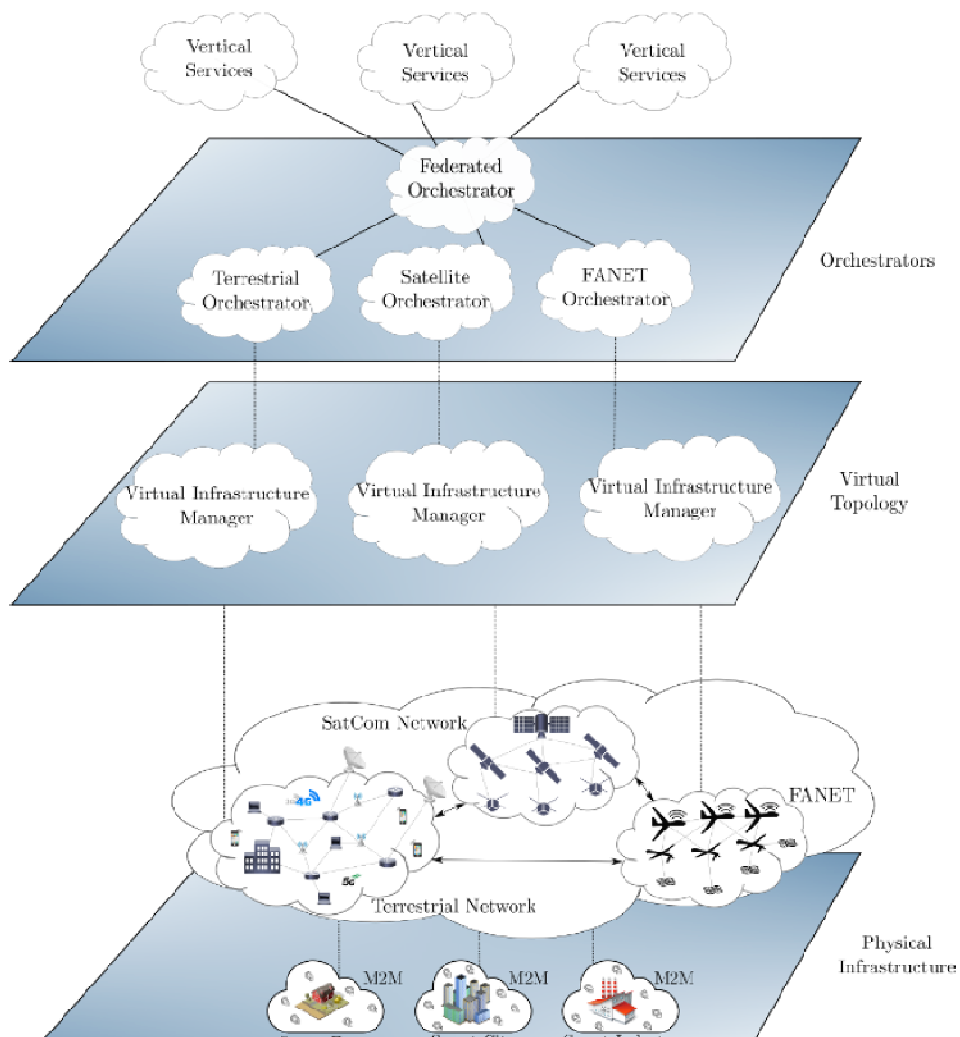 Vertical
Services
Vertical
Services
Vertical
Services
Federated
Orchestrator
Terrestrial
Orchestrator
Satellite
Orchestrator
FANET
Orchestrator
Orchestrators
Virtual Infrastructure
Manager
Virtual Infrastructure
Manager
Virtual Infrastructure
Manager
Virtual
Topology
SatCom Network
4G
FANET
5G
Terrestrial Network
Physical
Infrastructure
M2M
M2M
M2M